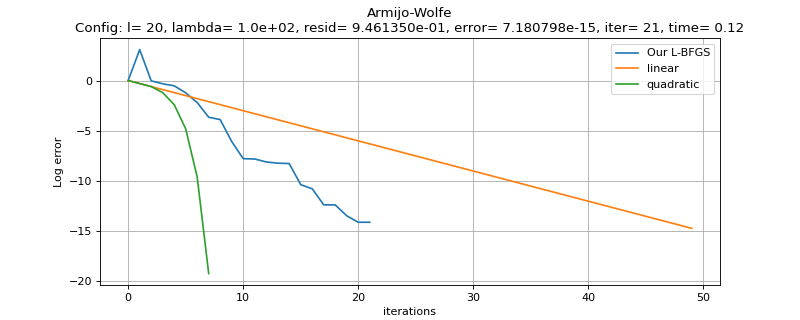 Armijo-Wolfe
Config: l= 20, lambda= 1.0e+02, resid= 9.461350e-01, error= 7.180798e-15, iter= 21, time= 0.12
Our L-BFGS
linear
quadratic
Log error
0
−5
−10
−15
−20
0 10 20 30 40 50
iterations